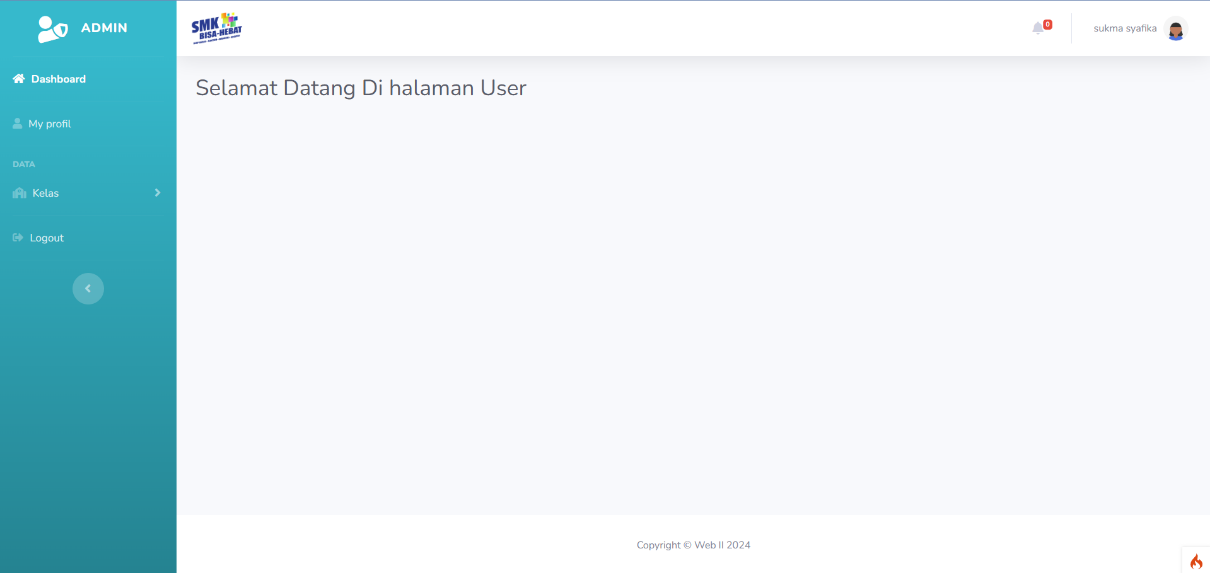 ADMIN
SMK
BISA-HEBAT
0
sukma syafika
Dashboard
My profil
DATA
Kelas
Logout
Selamat Datang Di halaman User
Copyright © Web II 2024